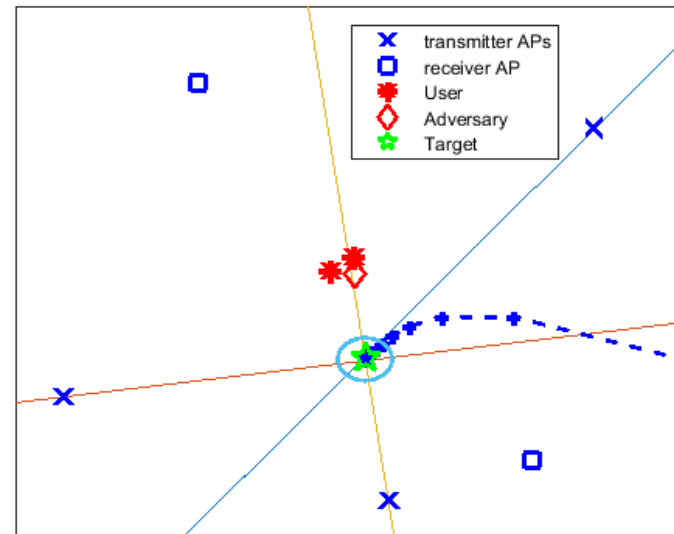 transmitter APs
receiver AP
User
Adversary
Target